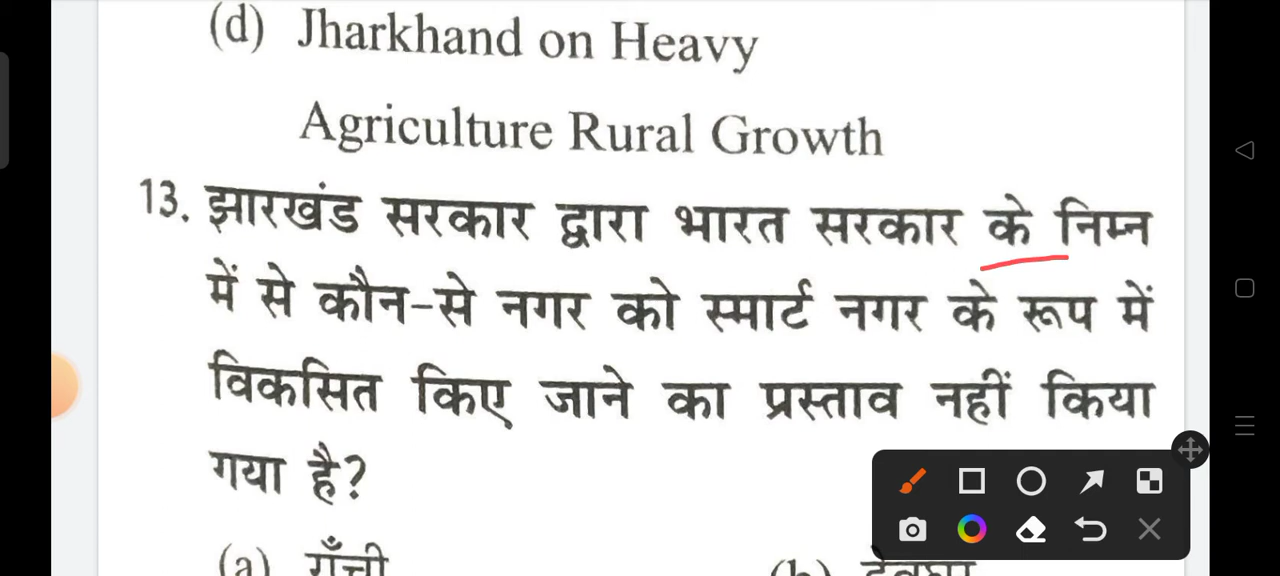 (d) Jharkhand on Heavy
Agriculture Rural Growth
13. झारखंड सरकार द्वारा भारत सरकार के निम्न
में से कौन-से नगर को स्मार्ट नगर के रूप में
विकसित किए जाने का प्रस्ताव नहीं किया
गया है?
(a) राँची
(b)